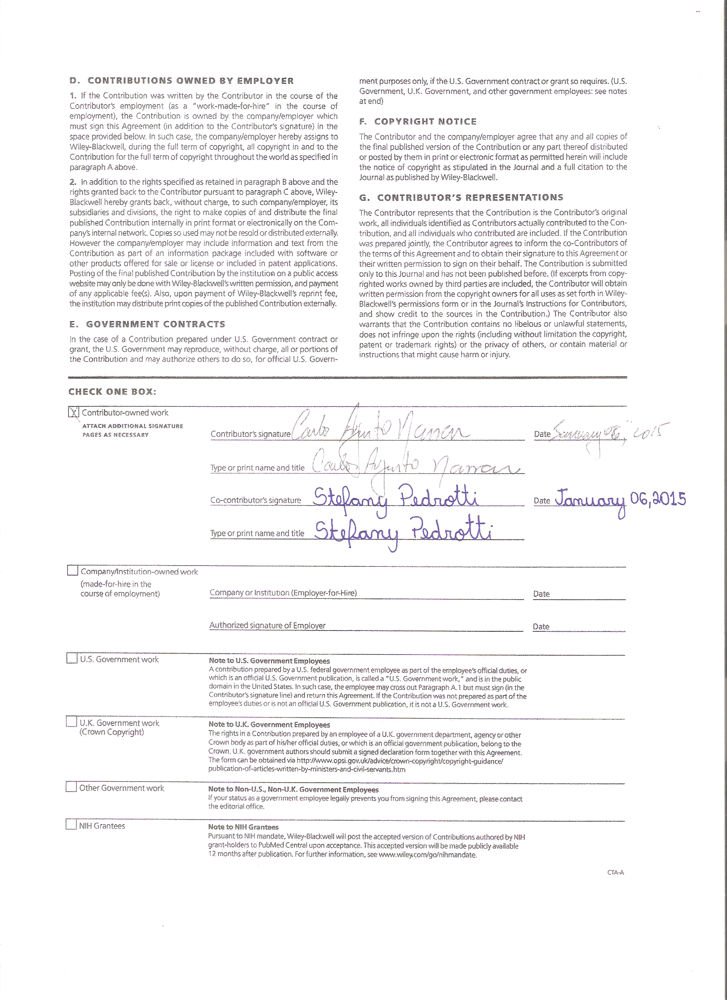 D. CONTRIBUTIONS OWNED BY EMPLOYER
1. If the Contribution was written by the Contributor in the course of the
Contributor's employment (as a "work-made-for-hire" in the course of
employment), the Contribution is owned by the company/employer which
must sign this Agreement (in addition to the Contributor's signature) in the
space provided below. In such case, the company/employer hereby assigns to
Wiley-Blackwell, during the full term of copyright, all copyright in and to the
Contribution for the full term of copyright throughout the world as specified in
paragraph A above.
2. In addition to the rights specified as retained in paragraph B above and the
rights granted back to the Contributor pursuant to paragraph C above, Wiley-
Blackwell hereby grants back, without charge, to such company/employer, its
subsidiaries and divisions, the right to make copies of and distribute the final
published Contribution internally in print format or electronically on the Com-
pany's internal network. Copies so used may not be resold or distributed externally.
However the company/employer may include information and text from the
Contribution as part of an information package included with software or
other products offered for sale or license or included in patent applications.
Posting of the final published Contribution by the institution on a public access
website may only be done with Wiley-Blackwell's written permission, and payment
of any applicable fee(s). Also, upon payment of Wiley-Blackwell's reprint fee,
the institution may distribute print copies of the published Contribution externally.
E. GOVERNMENT CONTRACTS
In the case of a Contribution prepared under U.S. Government contract or
grant, the U.S. Government may reproduce, without charge, all or portions of
the Contribution and may authorize others to do so, for official U.S. Govern-
ment purposes only, if the U.S. Government contract or grant so requires. (U.S.
Government, U.K. Government, and other government employees: see notes
at end)
F. COPYRIGHT NOTICE
The Contributor and the company/employer agree that any and all copies of
the final published version of the Contribution or any part thereof distributed
or posted by them in print or electronic format as permitted herein will include
the notice of copyright as stipulated in the Journal and a full citation to the
Journal as published by Wiley-Blackwell.
G. CONTRIBUTOR'S REPRESENTATIONS
The Contributor represents that the Contribution is the Contributor's original
work, all individuals identified as Contributors actually contributed to the Con-
tribution, and all individuals who contributed are included. If the Contribution
was prepared jointly, the Contributor agrees to inform the co-Contributors of
the terms of this Agreement and to obtain their signature to this Agreement or
their written permission to sign on their behalf. The Contribution is submitted
only to this Journal and has not been published before. (If excerpts from copy-
righted works owned by third parties are included, the Contributor will obtain
written permission from the copyright owners for all uses as set forth in Wiley-
Blackwell's permissions form or in the Journal's Instructions for Contributors,
and show credit to the sources in the Contribution.) The Contributor also
warrants that the Contribution contains no libelous or unlawful statements,
does not infringe upon the rights (including without limitation the copyright,
patent or trademark rights) or the privacy of others, or contain material or
instructions that might cause harm or injury.
CHECK ONE BOX:
X Contributor-owned work
ATTACH ADDITIONAL SIGNATURE
PAGES AS NECESSARY
Contributor's signature Carlos Date January 06, 2015
Type or print name and title Carlos
Co-contributor's signature Stefany Pedrotti Date January 06, 2015
Type or print name and title Stefany Pedrotti
Company/Institution-owned work
(made-for-hire in the
course of employment)
Company or Institution (Employer-for-Hire) Date
Authorized signature of Employer Date
U.S. Government work
Note to U.S. Government Employees
A contribution prepared by a U.S. federal government employee as part of the employee's official duties, or
which is an official U.S. Government publication, is called a "U.S. Government work," and is in the public
domain in the United States. In such case, the employee may cross out Paragraph A.1 but must sign (in the
Contributor's signature line) and return this Agreement. If the Contribution was not prepared as part of the
employee's duties or is not an official U.S. Government publication, it is not a U.S. Government work.
U.K. Government work
(Crown Copyright)
Note to U.K. Government Employees
The rights in a Contribution prepared by an employee of a U.K. government department, agency or other
Crown body as part of his/her official duties, or which is an official government publication, belong to the
Crown. U.K. government authors should submit a signed declaration form together with this Agreement.
The form can be obtained via http://www.opsi.gov.uk/advice/crown-copyright/copyright-guidance/
publication-of-articles-written-by-ministers-and-civil-servants.htm
Other Government work
Note to Non-U.S., Non-U.K. Government Employees
If your status as a government employee legally prevents you from signing this Agreement, please contact
the editorial office.
NIH Grantees
Note to NIH Grantees
Pursuant to NIH mandate, Wiley-Blackwell will post the accepted version of Contributions authored by NIH
grant-holders to PubMed Central upon acceptance. This accepted version will be made publicly available
12 months after publication. For further information, see www.wiley.com/go/nihmandate.
CTA-A